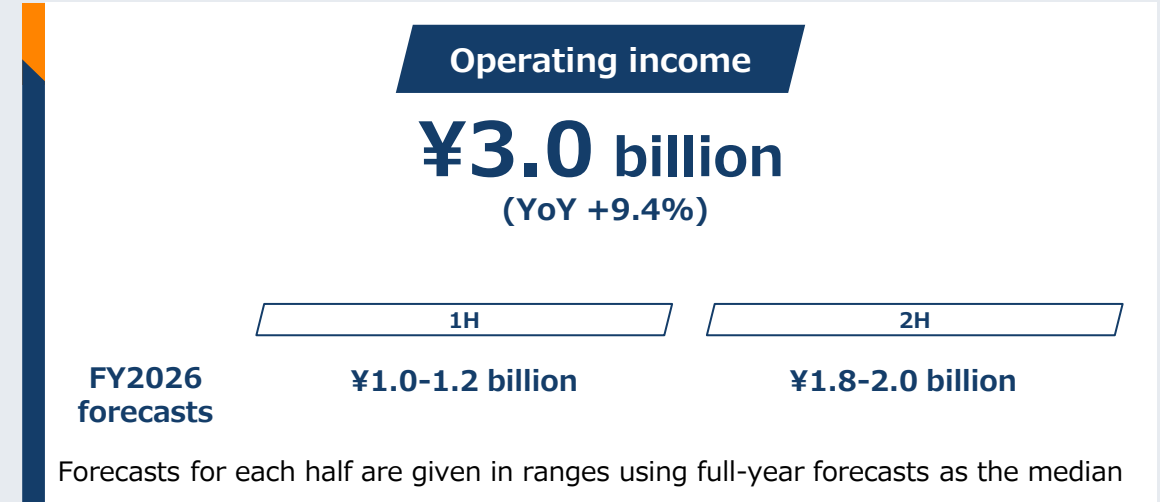 Operating income
¥3.0 billion
(YoY +9.4%)
1H 2H
FY2026
forecasts
¥1.0-1.2 billion ¥1.8-2.0 billion
Forecasts for each half are given in ranges using full-year forecasts as the median